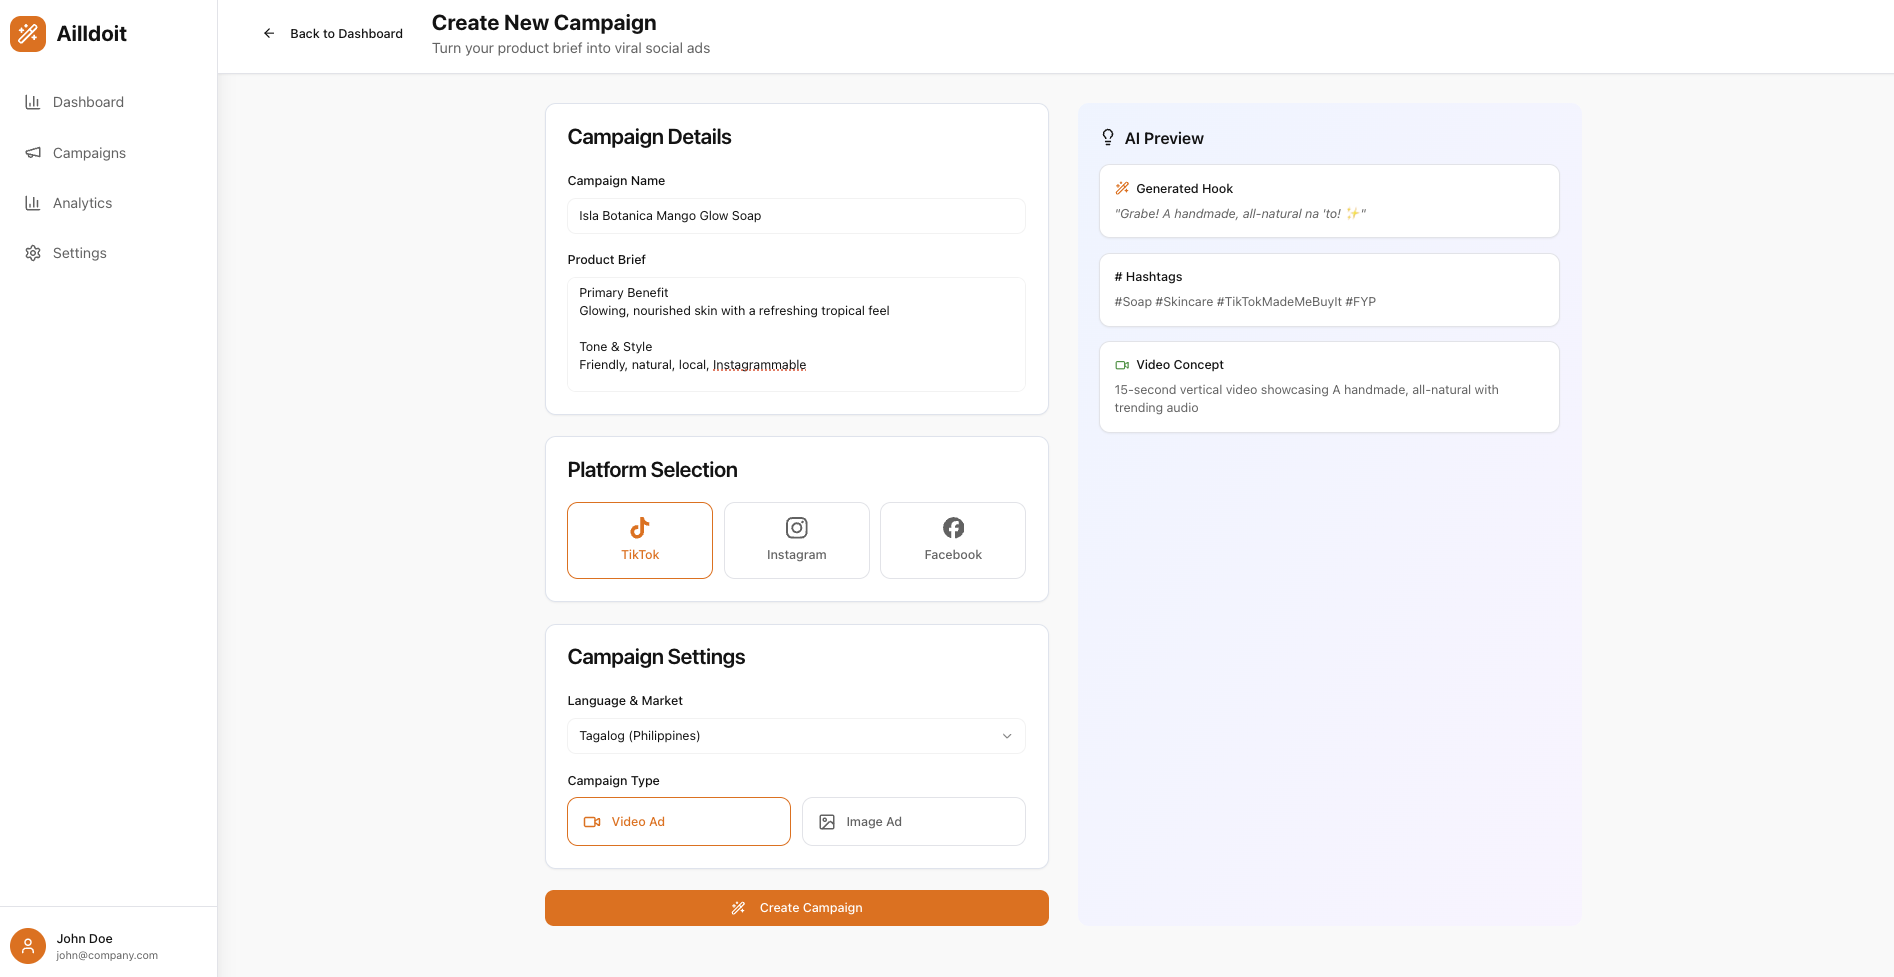 Ailldoit
Dashboard
Campaigns
Analytics
Settings
John Doe
john@company.com
Back to Dashboard
Create New Campaign
Turn your product brief into viral social ads
Campaign Details
Campaign Name
Isla Botanica Mango Glow Soap
Product Brief
Primary Benefit
Glowing, nourished skin with a refreshing tropical feel
Tone & Style
Friendly, natural, local, Instagrammable
Platform Selection
TikTok
Instagram
Facebook
Campaign Settings
Language & Market
Tagalog (Philippines)
Campaign Type
Video Ad
Image Ad
Create Campaign
AI Preview
Generated Hook
"Grabe! A handmade, all-natural na 'to! ✨"
# Hashtags
#Soap #Skincare #TikTokMadeMeBuyIt #FYP
Video Concept
15-second vertical video showcasing A handmade, all-natural with
trending audio